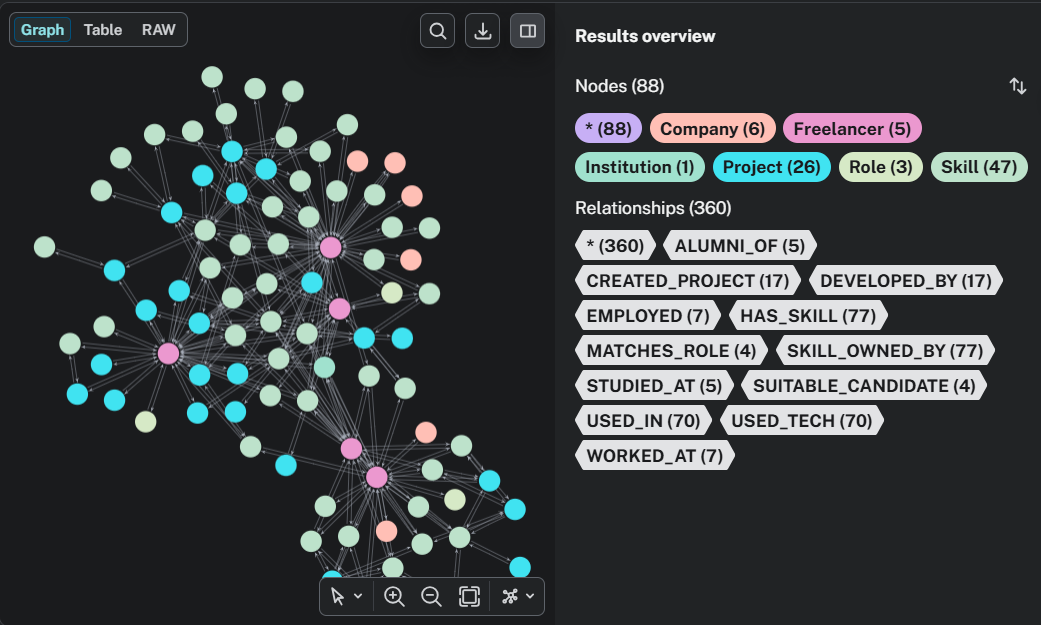 Graph Table RAW
Results overview
Nodes (88)
* (88) Company (6) Freelancer (5)
Institution (1) Project (26) Role (3) Skill (47)
Relationships (360)
* (360) ALUMNI_OF (5)
CREATED_PROJECT (17) DEVELOPED_BY (17)
EMPLOYED (7) HAS_SKILL (77)
MATCHES_ROLE (4) SKILL_OWNED_BY (77)
STUDIED_AT (5) SUITABLE_CANDIDATE (4)
USED_IN (70) USED_TECH (70)
WORKED_AT (7)